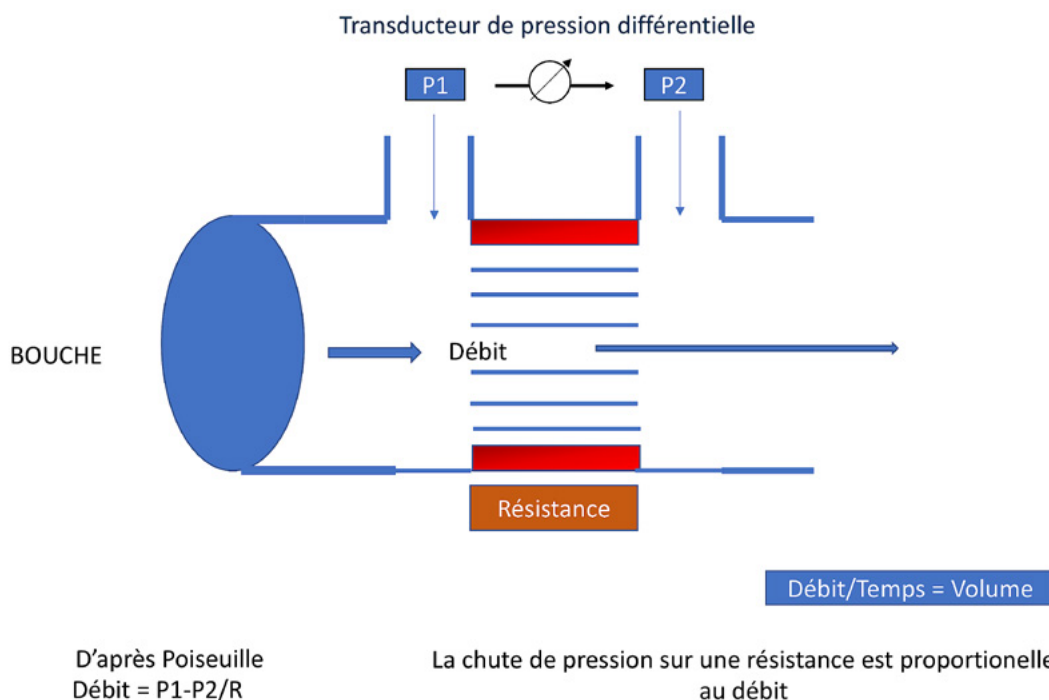 Transducteur de pression différentielle
P1
P2
BOUCHE
Débit
Résistance
Débit/Temps = Volume
D'après Poiseuille
Débit = P1-P2/R
La chute de pression sur une résistance est proportionelle
au débit